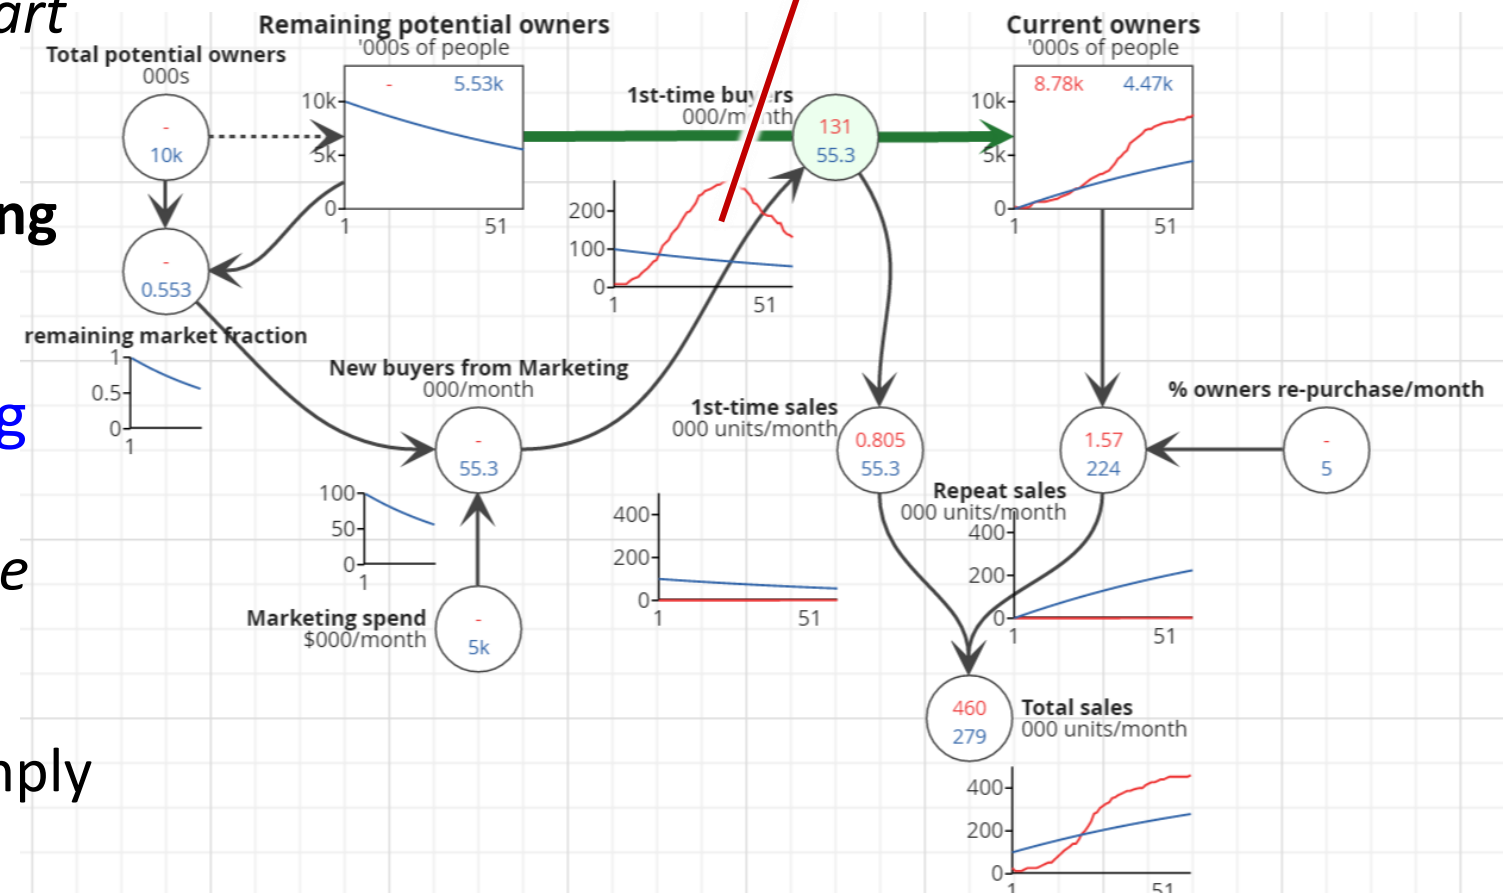 art
Remaining potential owners
'000s of people
Current owners
'000s of people
Total potential owners
000s
-
5.53k
8.78k
4.47k
10k
5k
0
1
51
1st-time buyers
000/month
131
55.3
10k
5k
0
1
51
-
10k
ng
200
100
0
1
51
-
0.553
remaining market fraction
1
0.5
0
1
New buyers from Marketing
000/month
-
55.3
g
1st-time sales
000 units/month
0.805
55.3
% owners re-purchase/month
1.57
224
-
5
100
50
0
1
400
200
0
1
51
Repeat sales
000 units/month
400
200
0
1
51
e
Marketing spend
$000/month
-
5k
460
279
Total sales
000 units/month
nply
400
200
0
1
51